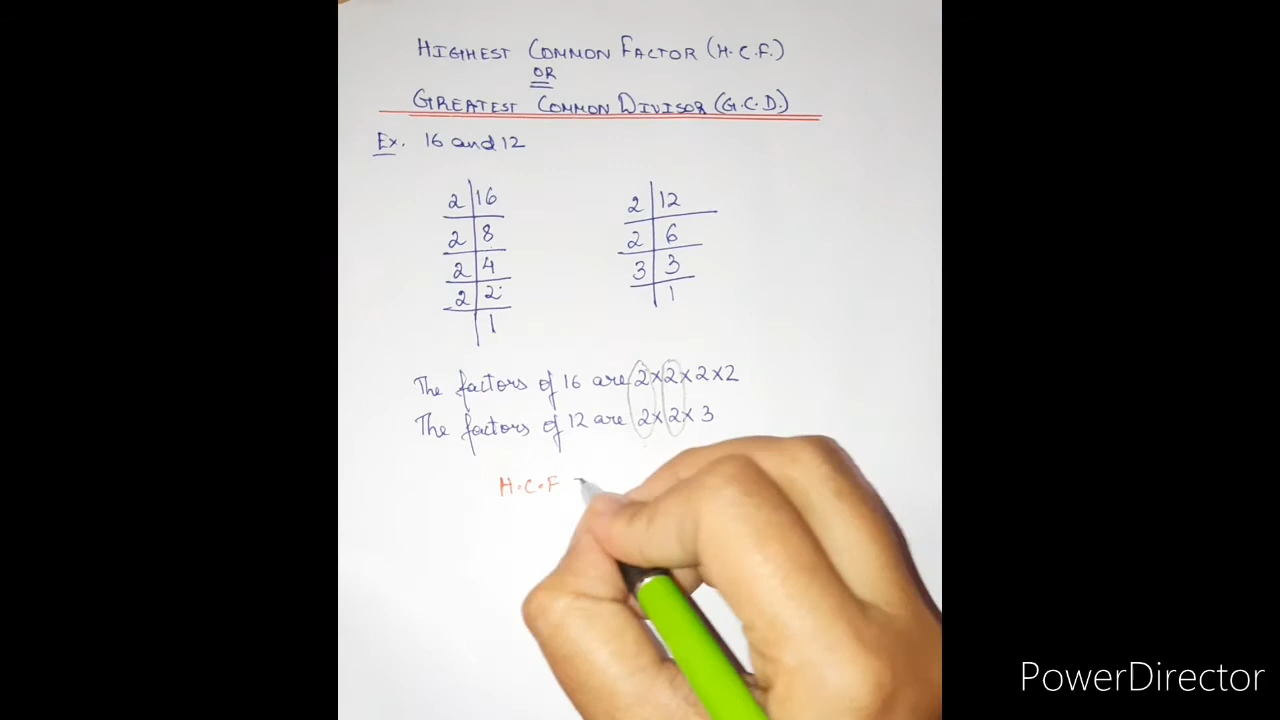 HIGHEST COMMON FACTOR (H.C.F.)
OR
GREATEST COMMON DIVISOR (G.C.D.)
Ex. 16 and 12
2 16
2 8
2 4
2 2
1
2 12
2 6
3 3
1
The factors of 16 are 2×2×2×2
The factors of 12 are 2×2×3
H.C.F
PowerDirector